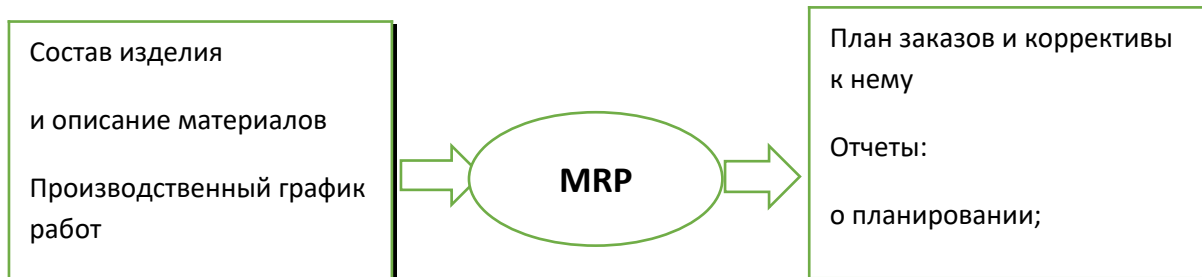 Состав изделия
и описание материалов
Производственный график
работ
MRP
План заказов и коррективы
к нему
Отчеты:
о планировании;